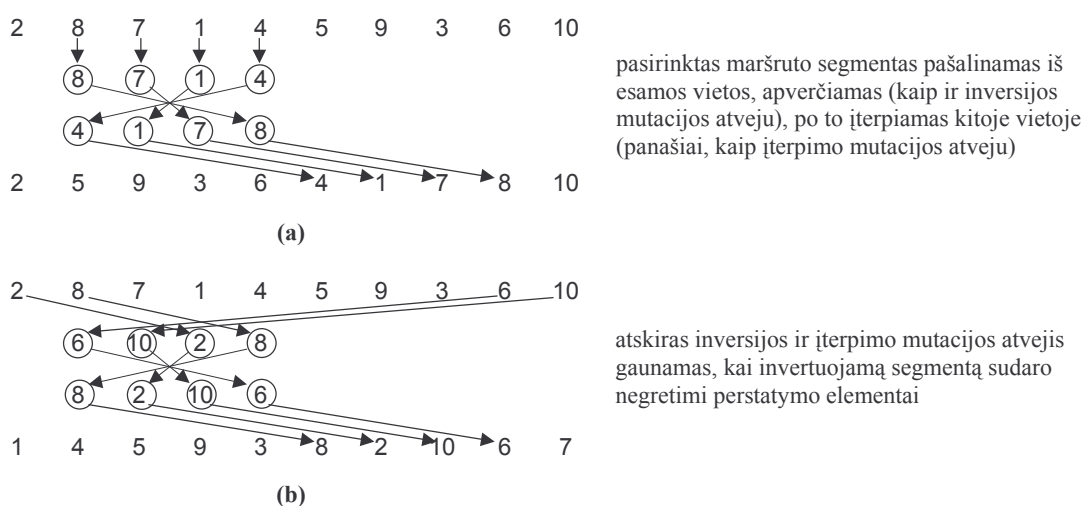 2 8 7 1 4 5 9 3 6 10
8 7 1 4
4 1 7 8
2 5 9 3 6 4 1 7 8 10
(a)
pasirinktas maršruto segmentas pašalinamas iš
esamos vietos, apverčiamas (kaip ir inversijos
mutacijos atveju), po to įterpiamas kitoje vietoje
(panašiai, kaip įterpimo mutacijos atveju)
2 8 7 1 4 5 9 3 6 10
6 10 2 8
8 2 10 6
1 4 5 9 3 8 2 10 6 7
(b)
atskiras inversijos ir įterpimo mutacijos atvejis
gaunamas, kai invertuojamą segmentą sudaro
negretimi perstatymo elementai